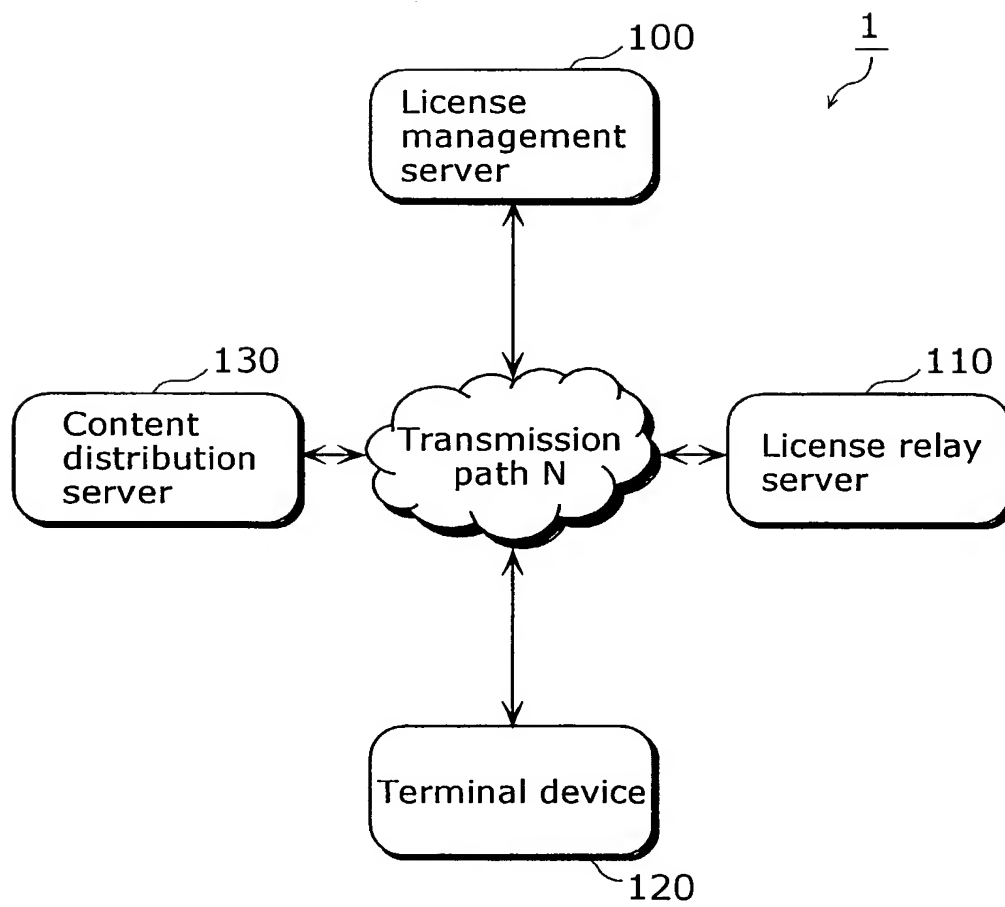 1
100
License
management
server
130
Content
distribution
server
Transmission
path N
110
License relay
server
Terminal device
120